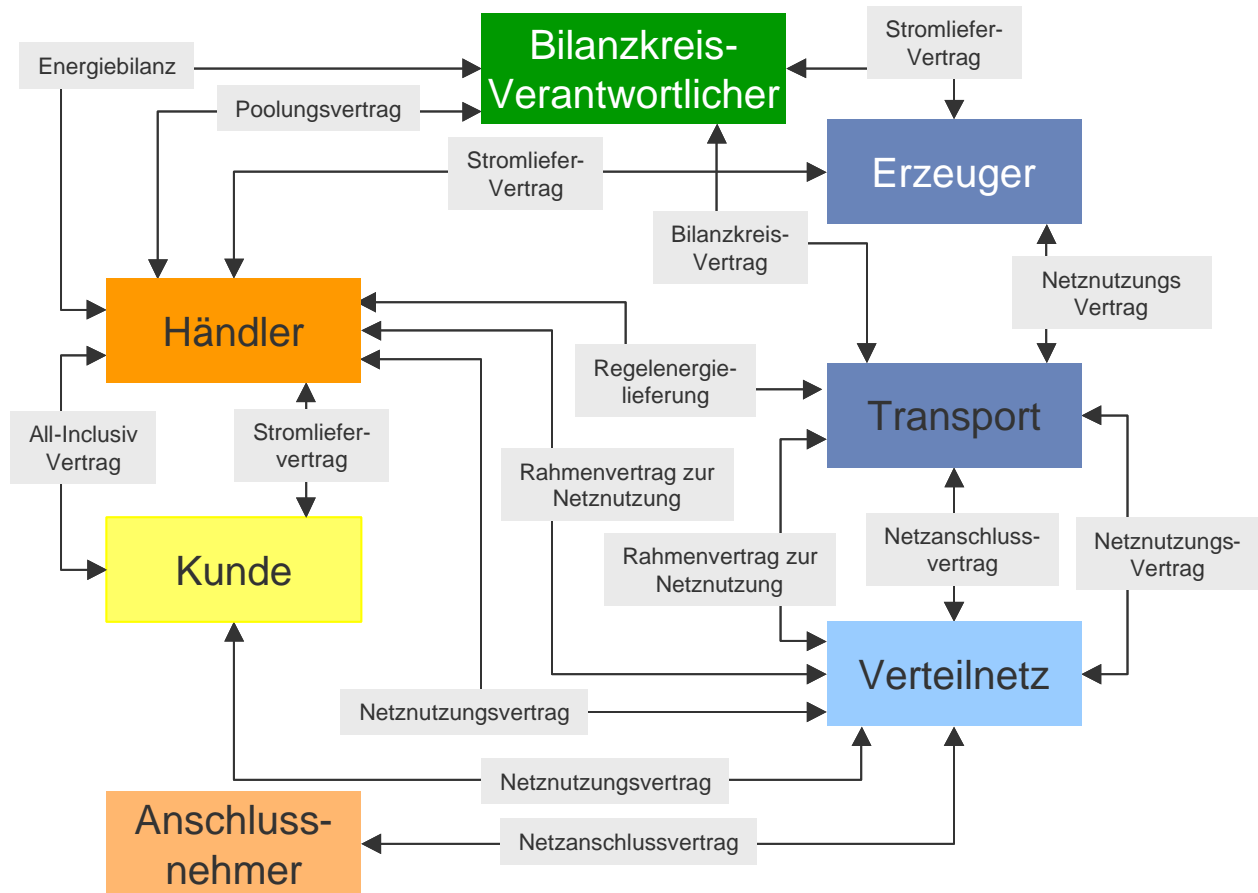 Bilanzkreis-
Verantwortlicher
Stromliefer-
Vertrag
Energiebilanz
Poolungsvertrag
Stromliefer-
Vertrag
Erzeuger
Bilanzkreis-
Vertrag
Netznutzungs
Vertrag
Händler
Regelenergie-
lieferung
Transport
All-Inclusiv
Vertrag
Stromliefer-
vertrag
Rahmenvertrag zur
Netznutzung
Kunde
Rahmenvertrag zur
Netznutzung
Netzanschluss-
vertrag
Netznutzungs-
Vertrag
Verteilnetz
Netznutzungsvertrag
Netznutzungsvertrag
Anschluss-
nehmer
Netzanschlussvertrag